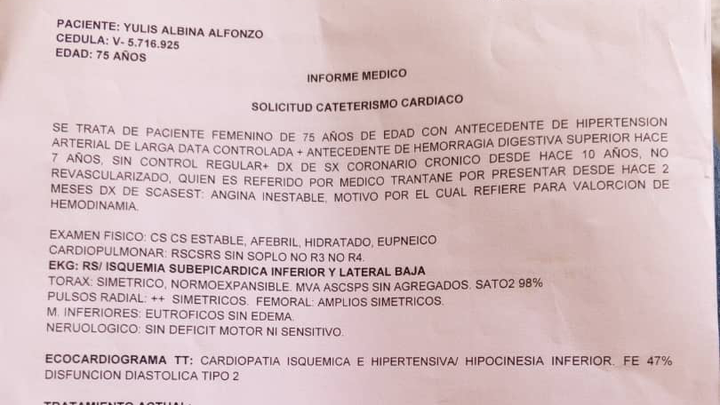 PACIENTE: YULIS ALBINA ALFONZO
CEDULA: V- 5.716.925
EDAD: 75 AÑOS
INFORME MEDICO
SOLICITUD CATETERISMO CARDIACO
SE TRATA DE PACIENTE FEMENINO DE 75 AÑOS DE EDAD CON ANTECEDENTE DE HIPERTENSION
ARTERIAL DE LARGA DATA CONTROLADA + ANTECEDENTE DE HEMORRAGIA DIGESTIVA SUPERIOR HACE
7 AÑOS, SIN CONTROL REGULAR+ DX DE SX CORONARIO CRONICO DESDE HACE 10 AÑOS, NO
REVASCULARIZADO, QUIEN ES REFERIDO POR MEDICO TRANTANE POR PRESENTAR DESDE HACE 2
MESES DX DE SCASEST: ANGINA INESTABLE, MOTIVO POR EL CUAL REFIERE PARA VALORCION DE
HEMODINAMIA.
EXAMEN FISICO: CS CS ESTABLE, AFEBRIL, HIDRATADO, EUPNEICO
CARDIOPULMONAR: RSCSRS SIN SOPLO NO R3 NO R4.
EKG: RS/ ISQUEMIA SUBEPICARDICA INFERIOR Y LATERAL BAJA
TORAX: SIMETRICO, NORMOEXPANSIBLE. MVA ASCSPS SIN AGREGADOS. SATO2 98%
PULSOS RADIAL: ++ SIMETRICOS. FEMORAL: AMPLIOS SIMETRICOS.
M. INFERIORES: EUTROFICOS SIN EDEMA.
NERUOLOGICO: SIN DEFICIT MOTOR NI SENSITIVO.
ECOCARDIOGRAMA TT: CARDIOPATIA ISQUEMICA E HIPERTENSIVA/ HIPOCINESIA INFERIOR. FE 47%
DISFUNCION DIASTOLICA TIPO 2
TRATAMIENTO ACTUAL: